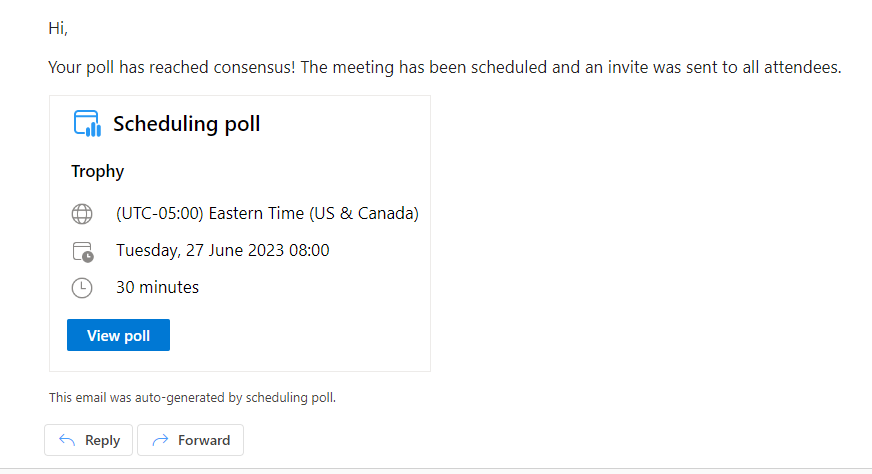 Hi,
Your poll has reached consensus! The meeting has been scheduled and an invite was sent to all attendees.
Scheduling poll
Trophy
(UTC-05:00) Eastern Time (US & Canada)
Tuesday, 27 June 2023 08:00
30 minutes
View poll
This email was auto-generated by scheduling poll.
Reply Forward